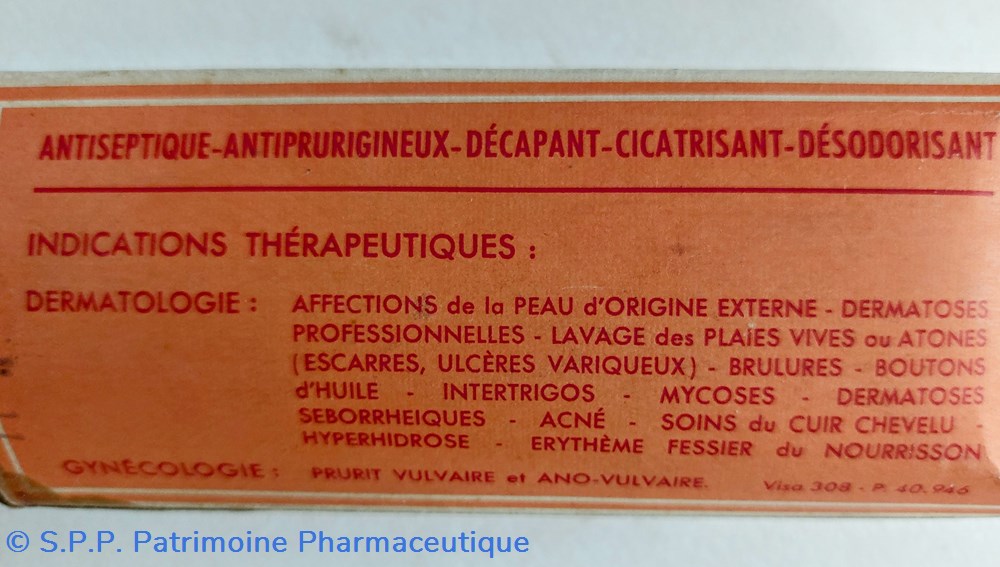 ANTISEPTIQUE-ANTIPRURIGINEUX-DÉCAPANT-CICATRISANT-DÉSODORISANT
INDICATIONS THÉRAPEUTIQUES :
DERMATOLOGIE : AFFECTIONS de la PEAU d'ORIGINE EXTERNE - DERMATOSES
PROFESSIONNELLES - LAVAGE des PLAIES VIVES ou ATONES
(ESCARRES, ULCÈRES VARIQUEUX) - BRULURES - BOUTONS
d'HUILE - INTERTRIGOS - MYCOSES - DERMATOSES
SEBORRHEIQUES - ACNÉ - SOINS du CUIR CHEVELU -
HYPERHIDROSE - ERYTHÈME FESSIER du NOURRISSON
GYNÉCOLOGIE : PRURIT VULVAIRE et ANO-VULVAIRE.
Visa 308 - P. 40.946
© S.P.P. Patrimoine Pharmaceutique